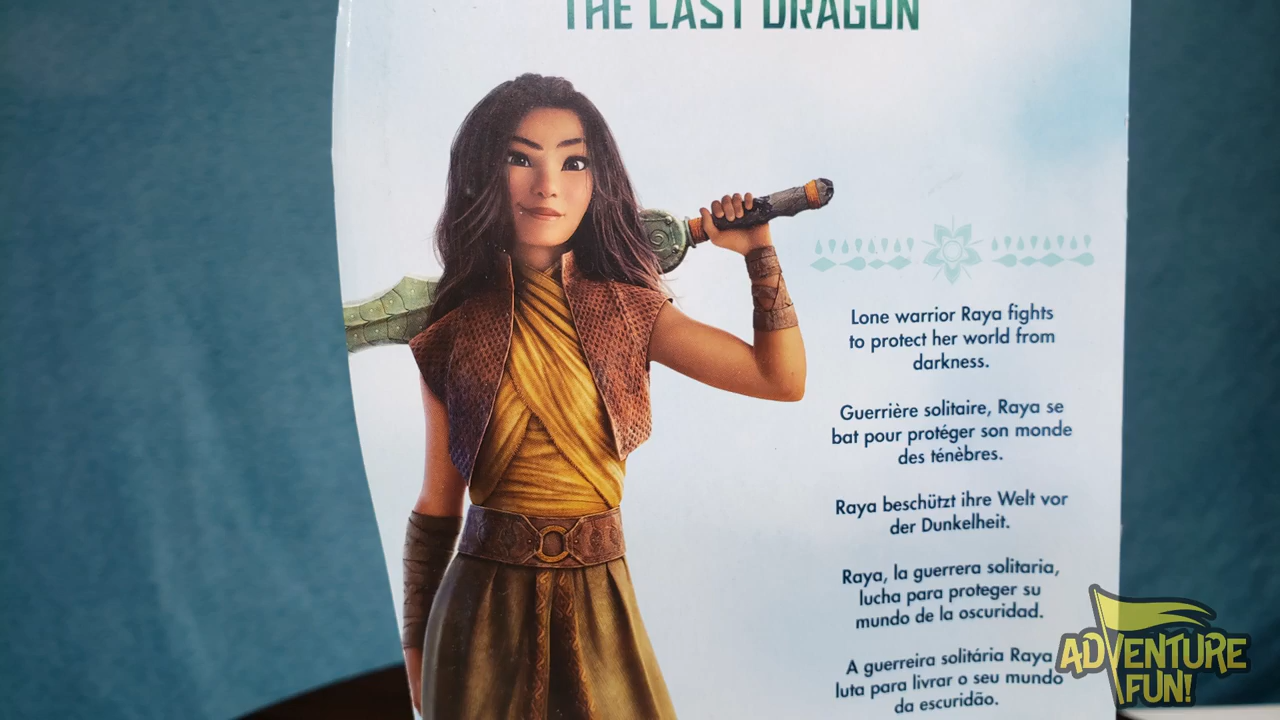 THE LAST DRAGON
Lone warrior Raya fights
to protect her world from
darkness.
Guerrière solitaire, Raya se
bat pour protéger son monde
des ténèbres.
Raya beschützt ihre Welt vor
der Dunkelheit.
Raya, la guerrera solitaria,
lucha para proteger su
mundo de la oscuridad.
A guerreira solitária Raya
luta para livrar o seu mundo
da escuridão.
ADVENTURE
FUN!